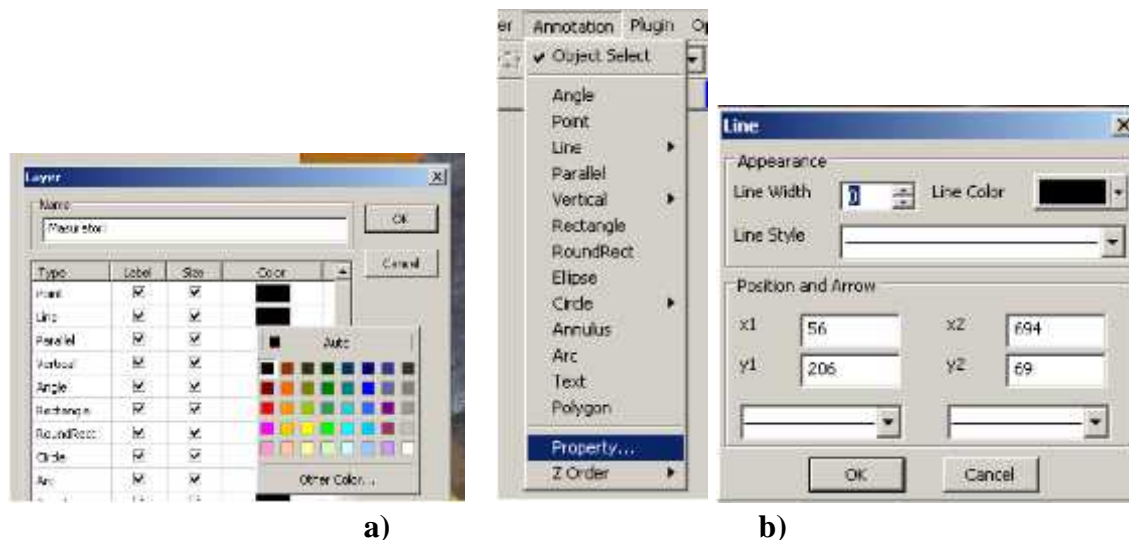 Layer
Name
Masuratori
OK
Cancel
Type Label Size Color
Point
Line
Parallel
Vertical
Angle
Rectangle
RoundRect
Circle
Arc
Auto
Other Color...
a)
Annotation Plugin
Object Select
Angle
Point
Line
Parallel
Vertical
Rectangle
RoundRect
Ellipse
Circle
Annulus
Arc
Text
Polygon
Property...
Z Order
Line
Appearance
Line Width 0 Line Color
Line Style
Position and Arrow
x1 56 x2 694
y1 206 y2 69
OK Cancel
b)